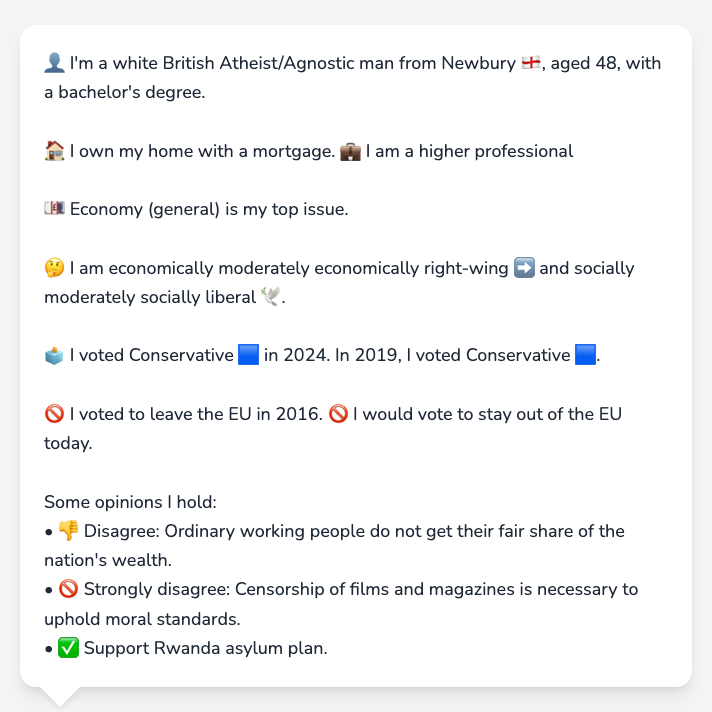 👤 I'm a white British Atheist/Agnostic man from Newbury 🏴󠁧󠁢󠁥󠁮󠁧󠁿, aged 48, with
a bachelor's degree.
🏠 I own my home with a mortgage. 💼 I am a higher professional
💷 Economy (general) is my top issue.
🤔 I am economically moderately economically right-wing ➡️ and socially
moderately socially liberal 🕊️.
🗳️ I voted Conservative 🟦 in 2024. In 2019, I voted Conservative 🟦.
🚫 I voted to leave the EU in 2016. 🚫 I would vote to stay out of the EU
today.
Some opinions I hold:
• 👎 Disagree: Ordinary working people do not get their fair share of the
nation's wealth.
• 🚫 Strongly disagree: Censorship of films and magazines is necessary to
uphold moral standards.
• ✅ Support Rwanda asylum plan.